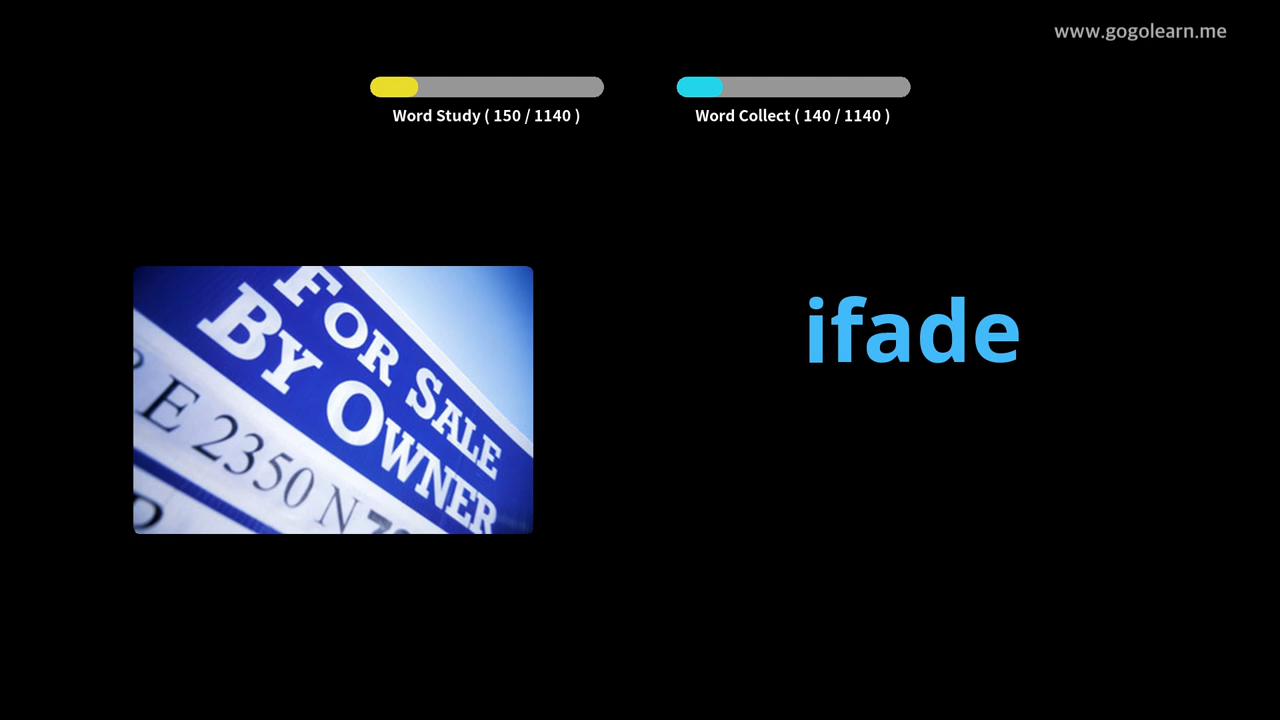 www.gogolearn.me
Word Study ( 150 / 1140 )
Word Collect ( 140 / 1140 )
FOR SALE
BY OWNER
E 2350 N
ifade